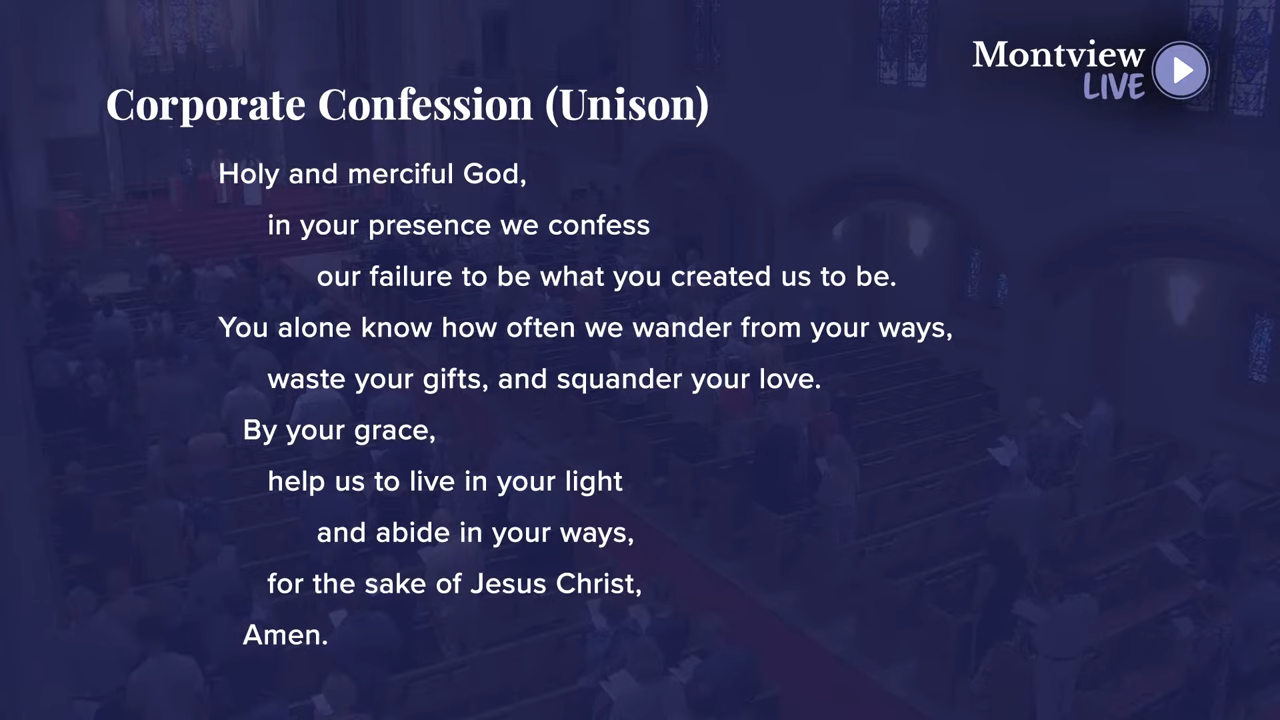 Montview
LIVE
Corporate Confession (Unison)
Holy and merciful God,
in your presence we confess
our failure to be what you created us to be.
You alone know how often we wander from your ways,
waste your gifts, and squander your love.
By your grace,
help us to live in your light
and abide in your ways,
for the sake of Jesus Christ,
Amen.